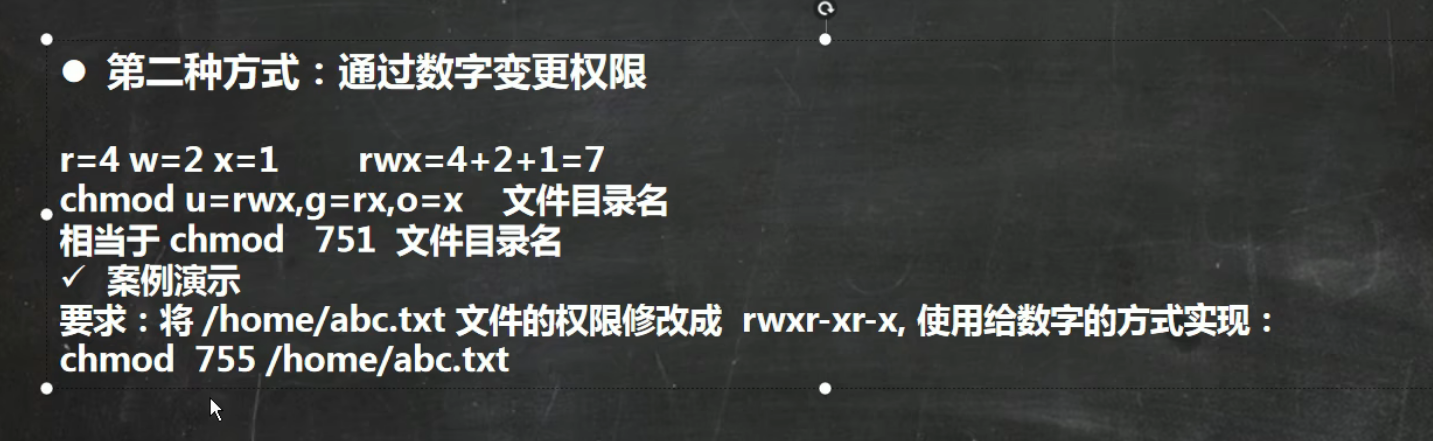 ● 第二种方式：通过数字变更权限
r=4 w=2 x=1 rwx=4+2+1=7
chmod u=rwx,g=rx,o=x 文件目录名
相当于 chmod 751 文件目录名
✓ 案例演示
要求：将 /home/abc.txt 文件的权限修改成 rwxr-xr-x, 使用给数字的方式实现：
chmod 755 /home/abc.txt